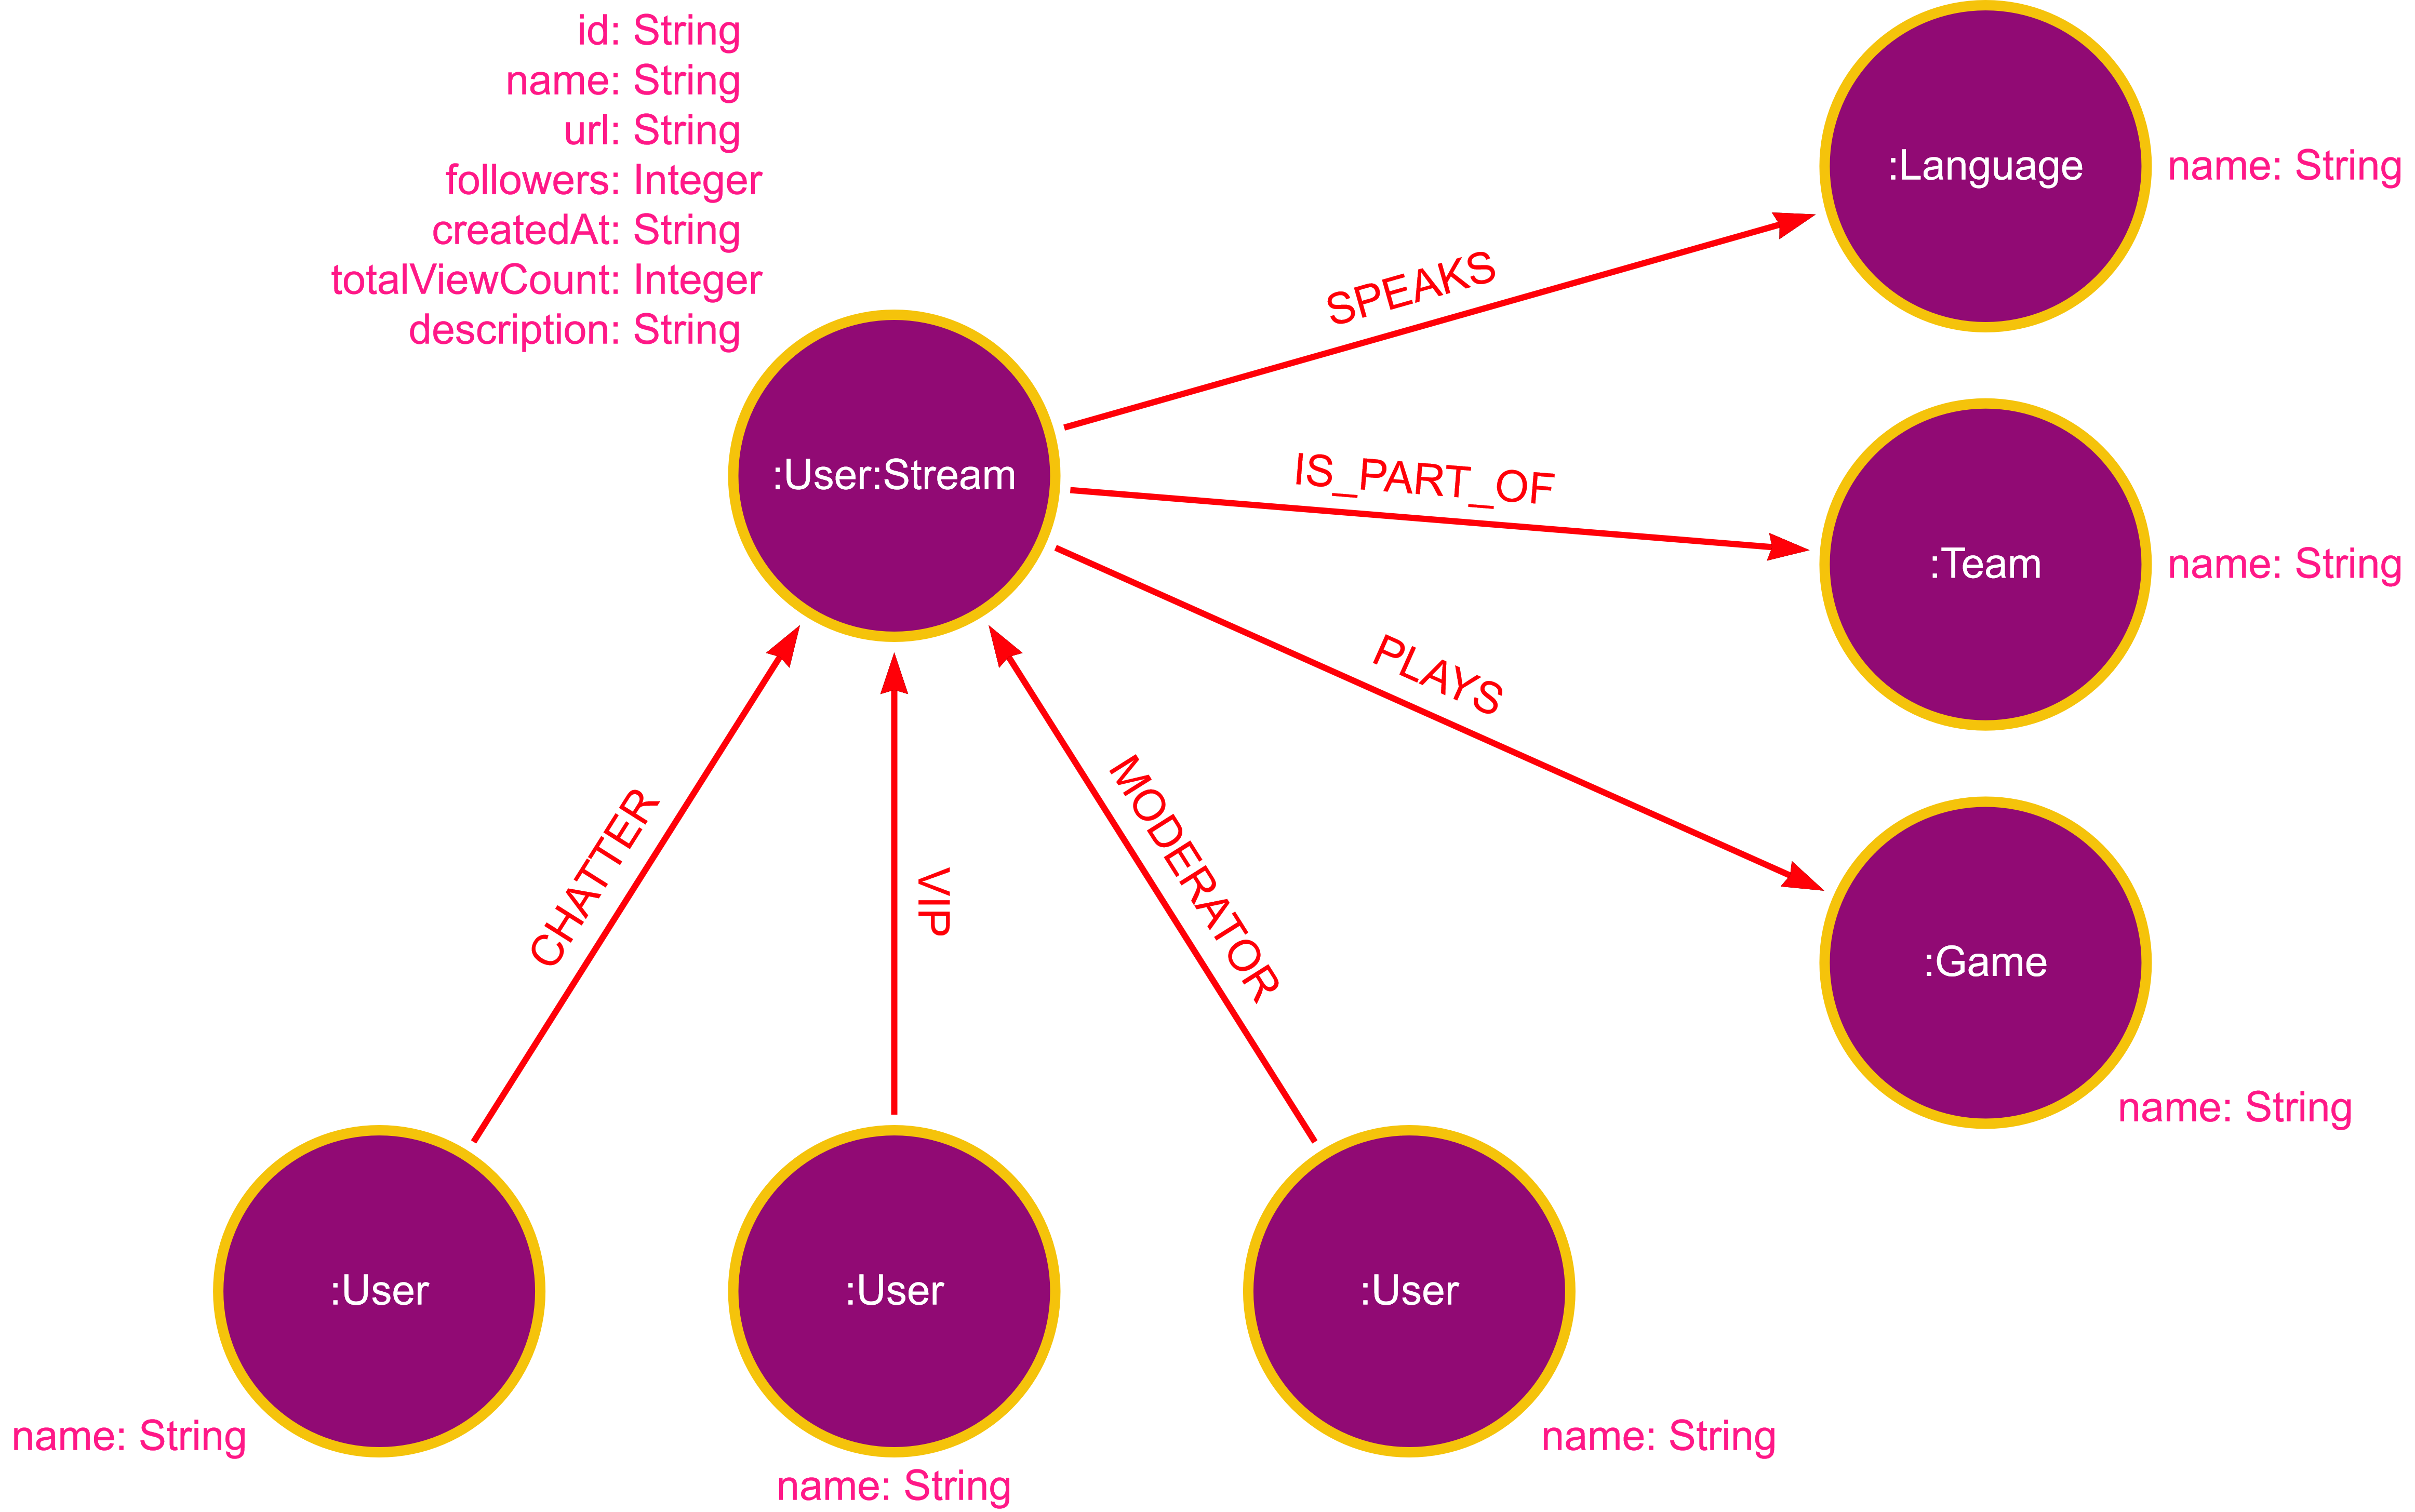 id: String
name: String
url: String
followers: Integer
createdAt: String
totalViewCount: Integer
description: String
:User:Stream
SPEAKS
:Language
name: String
IS_PART_OF
:Team
name: String
PLAYS
:Game
name: String
CHATTER
VIP
MODERATOR
:User
name: String
:User
name: String
:User
name: String